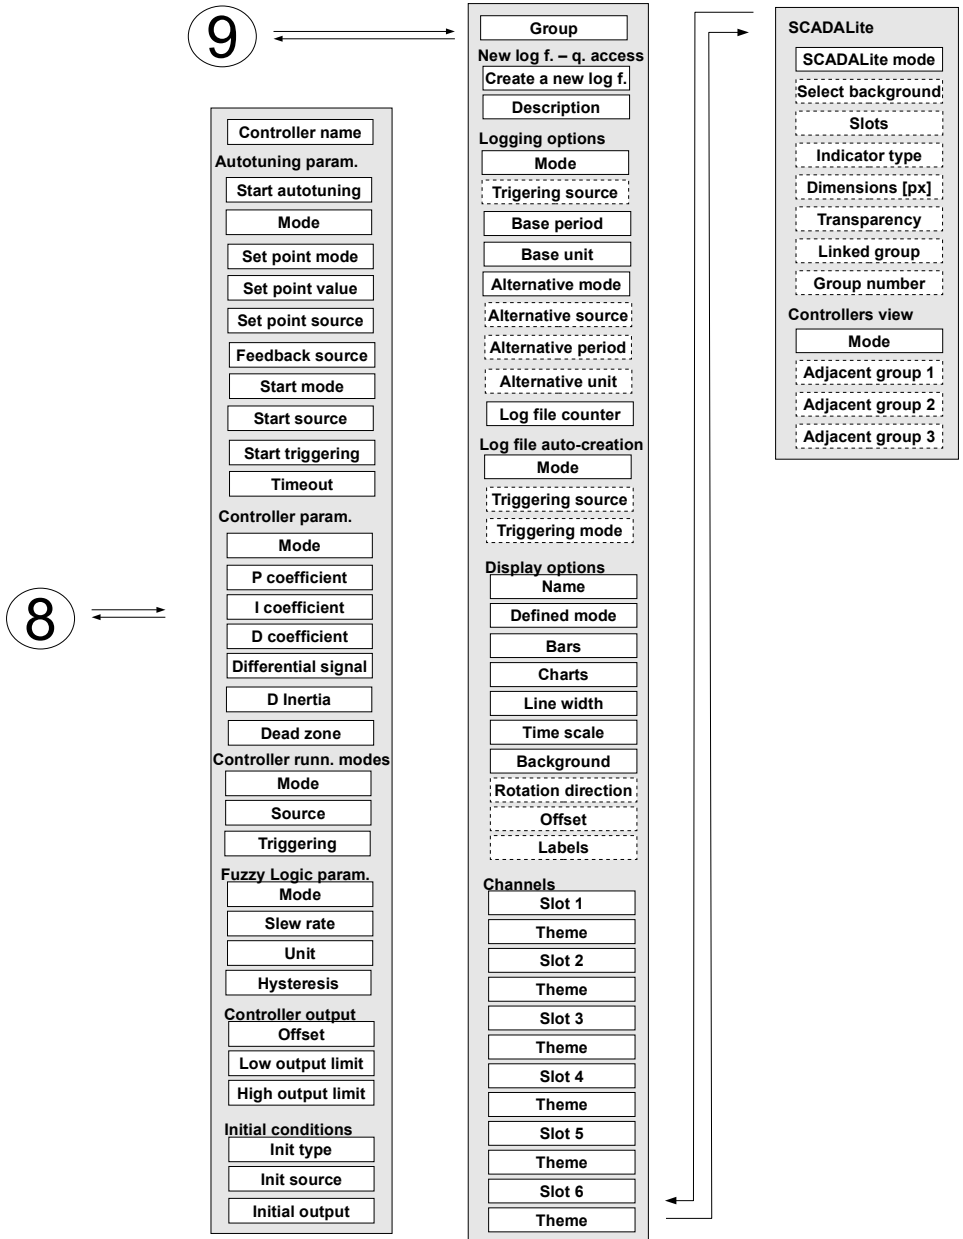 9
8
Controller name
Autotuning param.
Start autotuning
Mode
Set point mode
Set point value
Set point source
Feedback source
Start mode
Start source
Start triggering
Timeout
Controller param.
Mode
P coefficient
I coefficient
D coefficient
Differential signal
D Inertia
Dead zone
Controller runn. modes
Mode
Source
Triggering
Fuzzy Logic param.
Mode
Slew rate
Unit
Hysteresis
Controller output
Offset
Low output limit
High output limit
Initial conditions
Init type
Init source
Initial output
Group
New log f. – q. access
Create a new log f.
Description
Logging options
Mode
Trigering source
Base period
Base unit
Alternative mode
Alternative source
Alternative period
Alternative unit
Log file counter
Log file auto-creation
Mode
Triggering source
Triggering mode
Display options
Name
Defined mode
Bars
Charts
Line width
Time scale
Background
Rotation direction
Offset
Labels
Channels
Slot 1
Theme
Slot 2
Theme
Slot 3
Theme
Slot 4
Theme
Slot 5
Theme
Slot 6
Theme
SCADALite
SCADALite mode
Select background
Slots
Indicator type
Dimensions [px]
Transparency
Linked group
Group number
Controllers view
Mode
Adjacent group 1
Adjacent group 2
Adjacent group 3